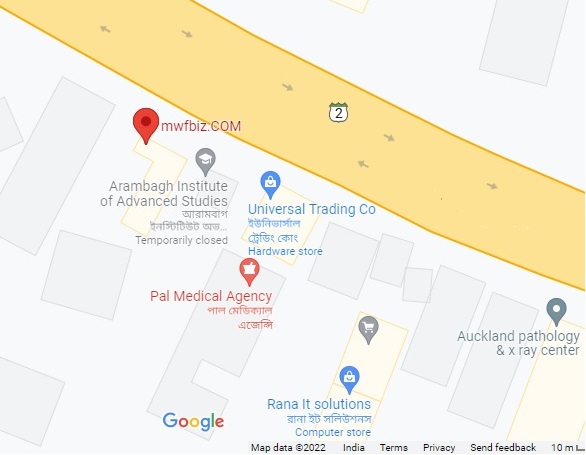 2
mwfbiz.COM
Arambagh Institute
of Advanced Studies
আরামবাগ
ইনস্টিটিউট অভ...
Temporarily closed
Universal Trading Co
ইউনিভার্সাল
ট্রেডিং কোং
Hardware store
Pal Medical Agency
পাল মেডিক্যাল
এজেন্সি
Auckland pathology
& x ray center
Rana It solutions
রানা ইট সলিউশনস
Computer store
Google
Map data ©2022 India Terms Privacy Send feedback 10 m